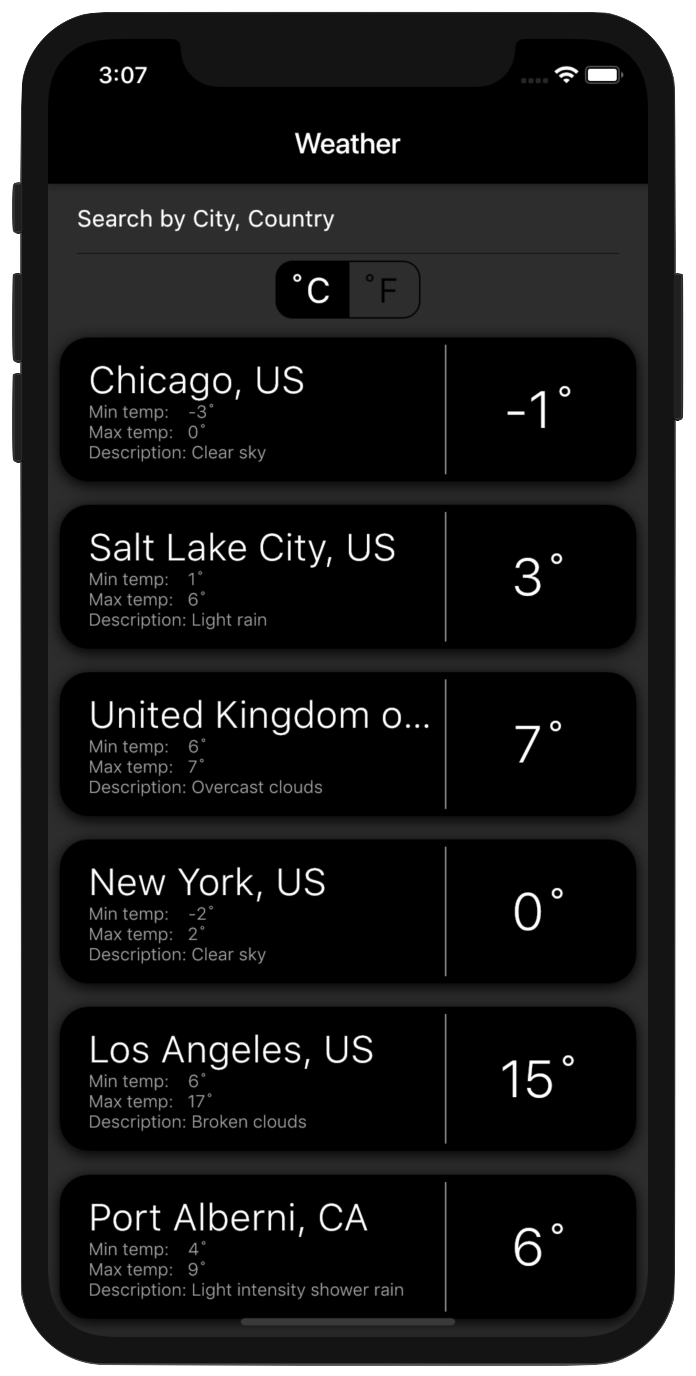 3:07
Weather
Search by City, Country
°C °F
Chicago, US
Min temp: -3°
Max temp: 0°
Description: Clear sky
-1°
Salt Lake City, US
Min temp: 1°
Max temp: 6°
Description: Light rain
3°
United Kingdom o...
Min temp: 6°
Max temp: 7°
Description: Overcast clouds
7°
New York, US
Min temp: -2°
Max temp: 2°
Description: Clear sky
0°
Los Angeles, US
Min temp: 6°
Max temp: 17°
Description: Broken clouds
15°
Port Alberni, CA
Min temp: 4°
Max temp: 9°
Description: Light intensity shower rain
6°